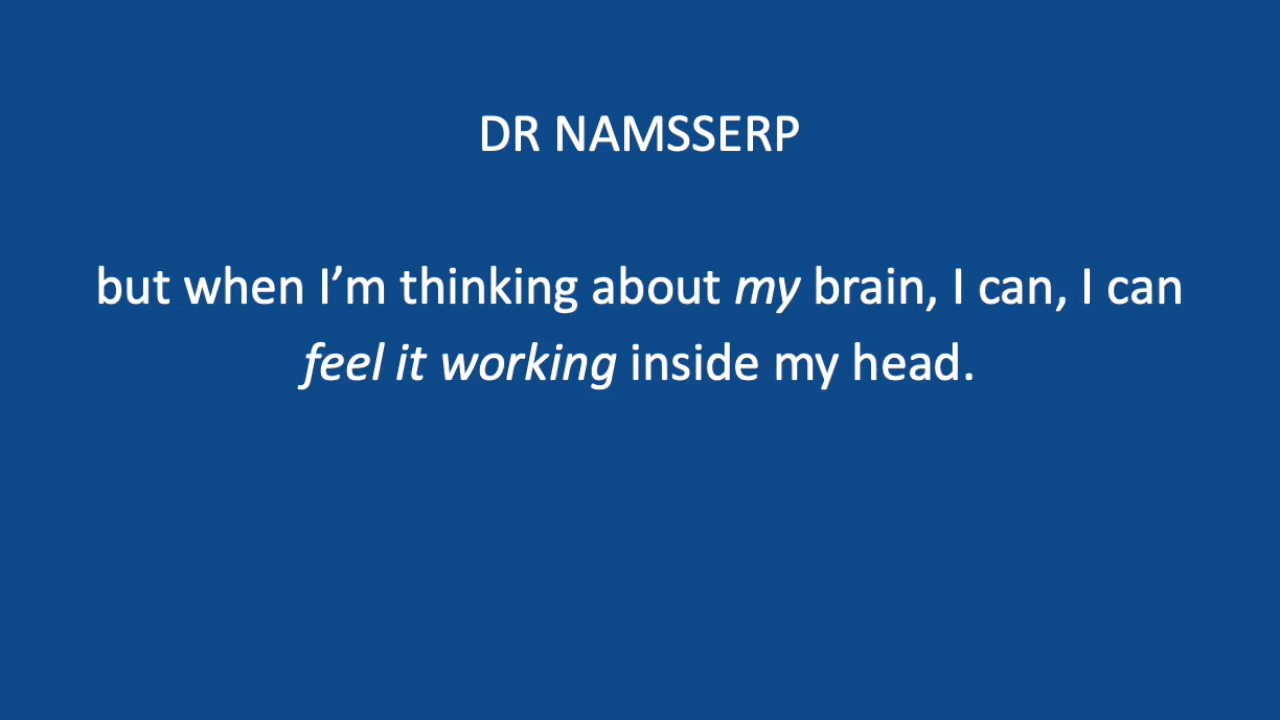 DR NAMSSERP
but when I’m thinking about my brain, I can, I can
feel it working inside my head.